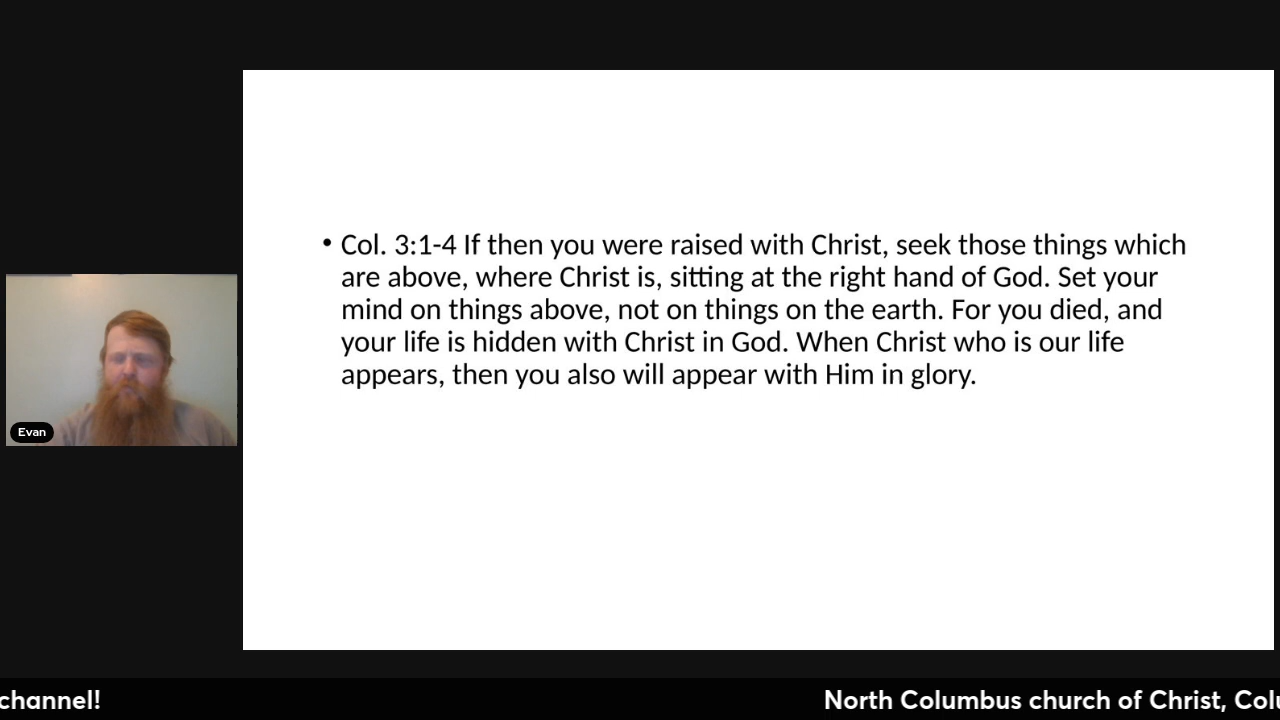 • Col. 3:1-4 If then you were raised with Christ, seek those things which
are above, where Christ is, sitting at the right hand of God. Set your
mind on things above, not on things on the earth. For you died, and
your life is hidden with Christ in God. When Christ who is our life
appears, then you also will appear with Him in glory.
Evan
channel!
North Columbus church of Christ,